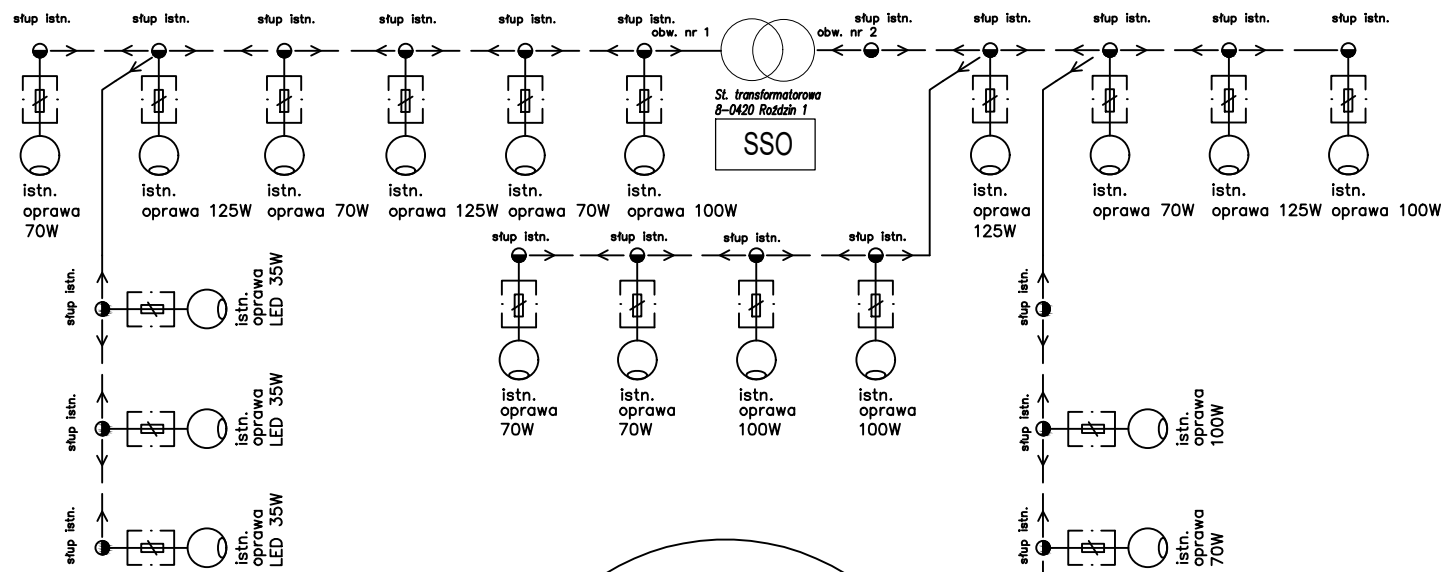 słup istn.
słup istn.
słup istn.
słup istn.
słup istn.
słup istn.
obw. nr 1
obw. nr 2
słup istn.
słup istn.
słup istn.
słup istn.
słup istn.
St. transformatorowa
8-0420 Roździn 1
SSO
istn.
oprawa
70W
istn.
oprawa 125W
istn.
oprawa 70W
istn.
oprawa 125W
istn.
oprawa 70W
istn.
oprawa 100W
istn.
oprawa
125W
istn.
oprawa 70W
istn.
oprawa 125W
istn.
oprawa 100W
słup istn.
słup istn.
słup istn.
słup istn.
istn.
oprawa
70W
istn.
oprawa
70W
istn.
oprawa
100W
istn.
oprawa
100W
słup istn.
istn.
oprawa
LED 35W
słup istn.
istn.
oprawa
LED 35W
słup istn.
istn.
oprawa
LED 35W
słup istn.
słup istn.
istn.
oprawa
100W
słup istn.
istn.
oprawa
70W